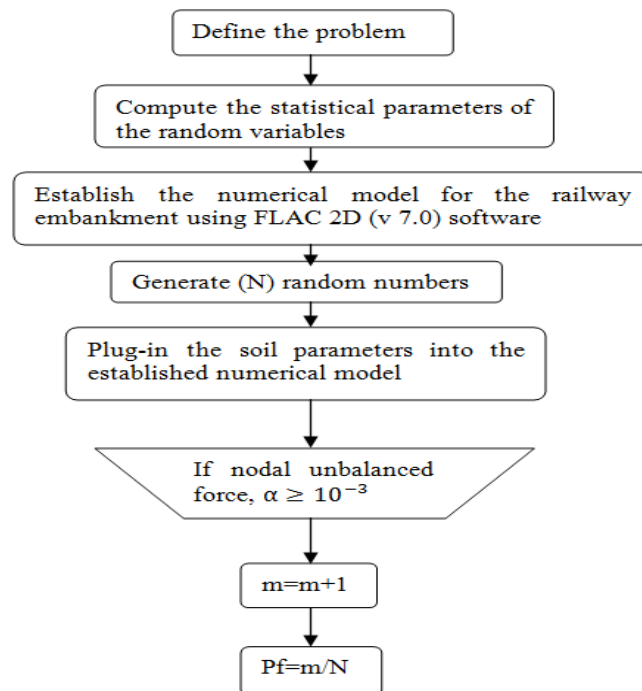 Define the problem
Compute the statistical parameters of
the random variables
Establish the numerical model for the railway
embankment using FLAC 2D (v 7.0) software
Generate (N) random numbers
Plug-in the soil parameters into the
established numerical model
If nodal unbalanced
force, α ≥ 10⁻³
m=m+1
Pf=m/N